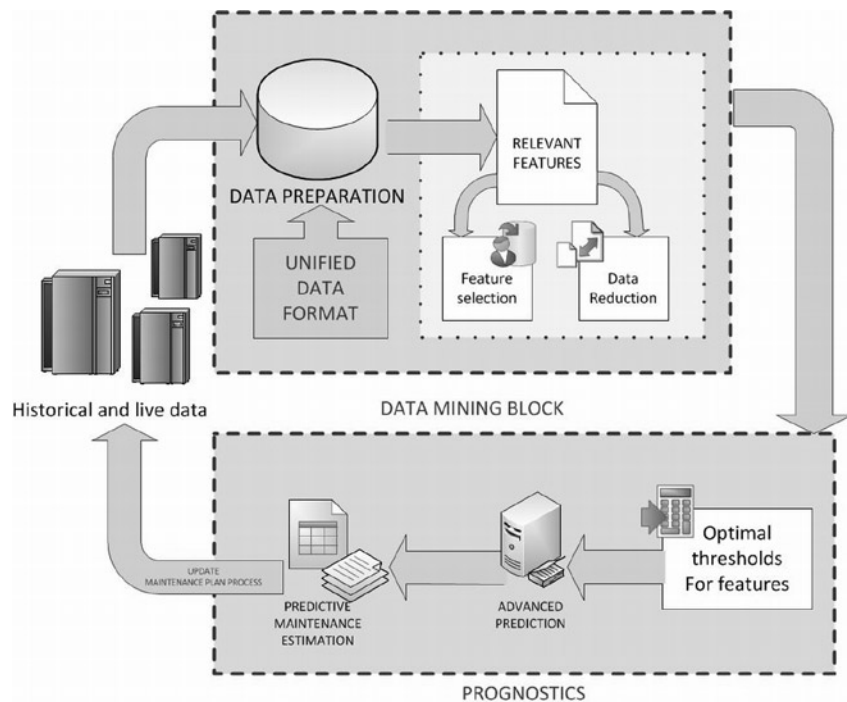 RELEVANT
FEATURES
DATA PREPARATION
UNIFIED
DATA
FORMAT
Feature
selection
Data
Reduction
Historical and live data
DATA MINING BLOCK
Optimal
thresholds
For features
ADVANCED
PREDICTION
PREDICTIVE
MAINTENANCE
ESTIMATION
UPDATE
MAINTENANCE PLAN PROCESS
PROGNOSTICS